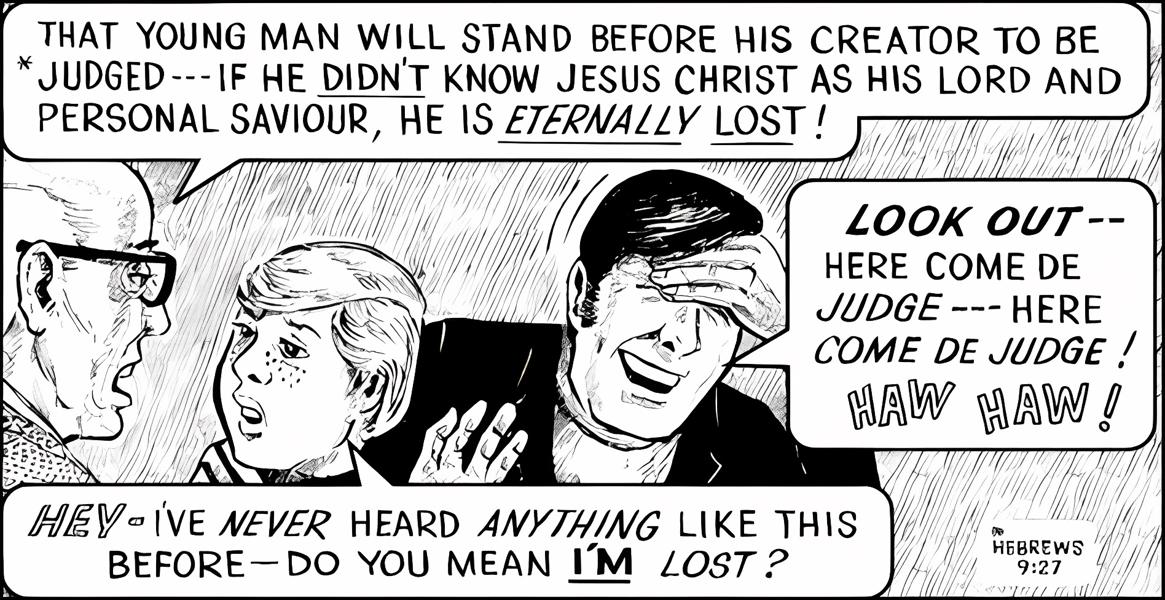 THAT YOUNG MAN WILL STAND BEFORE HIS CREATOR TO BE
*JUDGED---IF HE DIDN'T KNOW JESUS CHRIST AS HIS LORD AND
PERSONAL SAVIOUR, HE IS ETERNALLY LOST!
LOOK OUT--
HERE COME DE
JUDGE---HERE
COME DE JUDGE!
HAW HAW!
HEY-I'VE NEVER HEARD ANYTHING LIKE THIS
BEFORE—DO YOU MEAN I'M LOST?
*HEBREWS
9:27